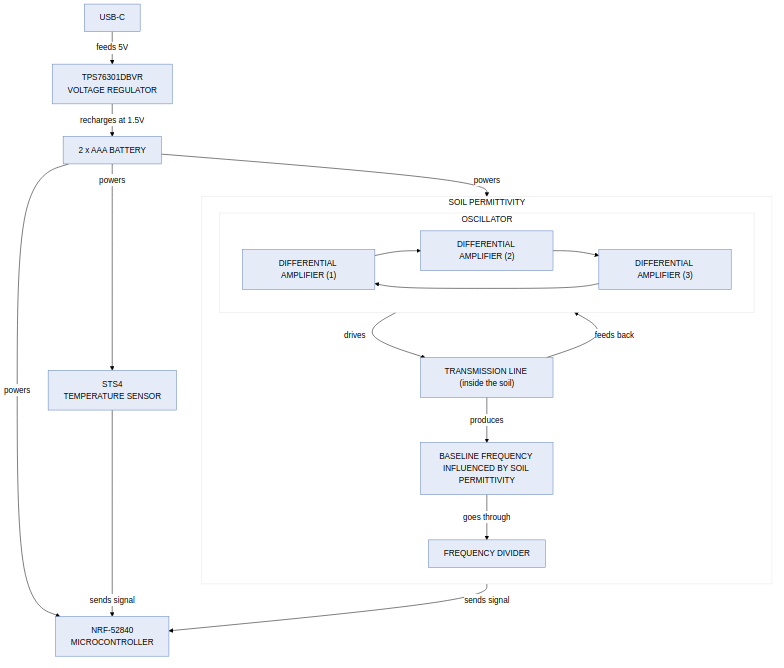 USB-C
feeds 5V
TPS76301DBVR
VOLTAGE REGULATOR
recharges at 1.5V
2 x AAA BATTERY
powers
powers
SOIL PERMITTIVITY
OSCILLATOR
DIFFERENTIAL
AMPLIFIER (1)
DIFFERENTIAL
AMPLIFIER (2)
DIFFERENTIAL
AMPLIFIER (3)
drives
feeds back
TRANSMISSION LINE
(inside the soil)
powers
STS4
TEMPERATURE SENSOR
produces
BASELINE FREQUENCY
INFLUENCED BY SOIL
PERMITTIVITY
goes through
FREQUENCY DIVIDER
sends signal
sends signal
NRF-52840
MICROCONTROLLER